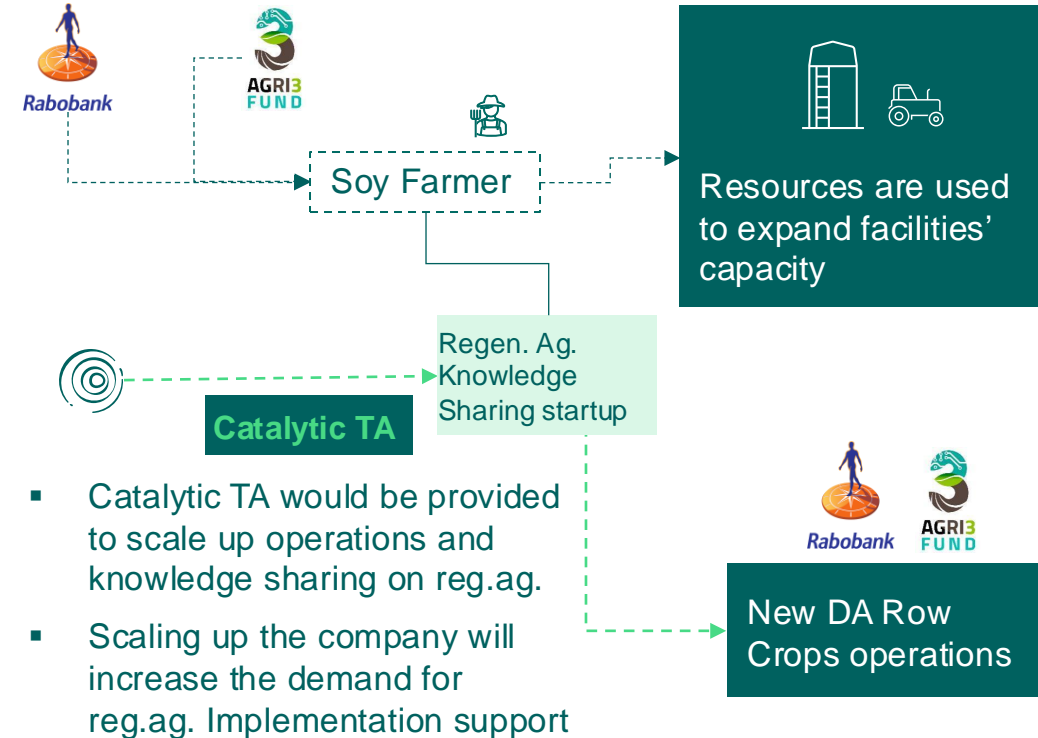 Rabobank
AGRI3
FUND
Soy Farmer
Resources are used
to expand facilities’
capacity
Regen. Ag.
Knowledge
Sharing startup
Catalytic TA
▪ Catalytic TA would be provided
to scale up operations and
knowledge sharing on reg.ag.
▪ Scaling up the company will
increase the demand for
reg.ag. Implementation support
Rabobank
AGRI3
FUND
New DA Row
Crops operations